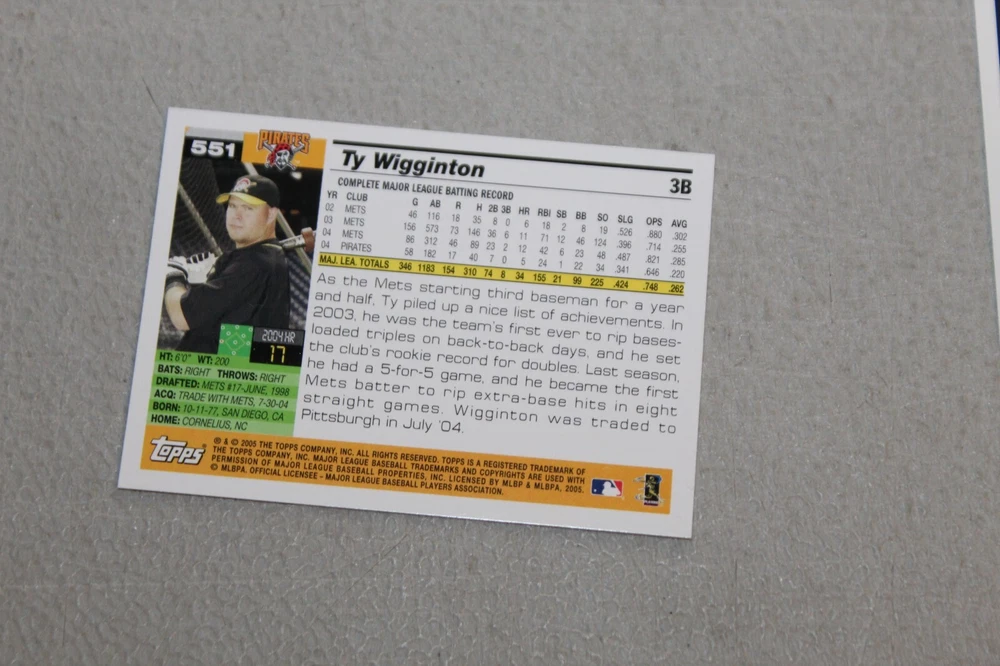 551
PIRATES
Ty Wigginton
3B
COMPLETE MAJOR LEAGUE BATTING RECORD
YR CLUB G AB R H 2B 3B HR RBI SB BB SO SLG OPS AVG
02 METS 46 116 18 35 8 0 6 18 2 8 19 .526 .880 .302
03 METS 156 573 73 146 36 6 11 71 12 46 124 .396 .714 .255
04 METS 86 312 46 89 23 2 12 42 6 23 48 .487 .821 .285
04 PIRATES 58 182 17 40 7 0 5 24 1 22 34 .341 .646 .220
MAJ. LEA. TOTALS 346 1183 154 310 74 8 34 155 21 99 225 .424 .748 .262
As the Mets starting third baseman for a year
and half, Ty piled up a nice list of achievements. In
2003, he was the team's first ever to rip bases-
loaded triples on back-to-back days, and he set
the club's rookie record for doubles. Last season,
he had a 5-for-5 game, and he became the first
Mets batter to rip extra-base hits in eight
straight games. Wigginton was traded to
Pittsburgh in July '04.
2004 HR
17
HT: 6'0" WT: 200
BATS: RIGHT THROWS: RIGHT
DRAFTED: METS #17-JUNE, 1998
ACQ: TRADE WITH METS, 7-30-04
BORN: 10-11-77, SAN DIEGO, CA
HOME: CORNELIUS, NC
topps
® & © 2005 THE TOPPS COMPANY, INC. ALL RIGHTS RESERVED. TOPPS IS A REGISTERED TRADEMARK OF
THE TOPPS COMPANY, INC. MAJOR LEAGUE BASEBALL TRADEMARKS AND COPYRIGHTS ARE USED WITH
PERMISSION OF MAJOR LEAGUE BASEBALL PROPERTIES, INC. LICENSED BY MLBP & MLBPA, 2005.
© MLBPA. OFFICIAL LICENSEE – MAJOR LEAGUE BASEBALL PLAYERS ASSOCIATION.